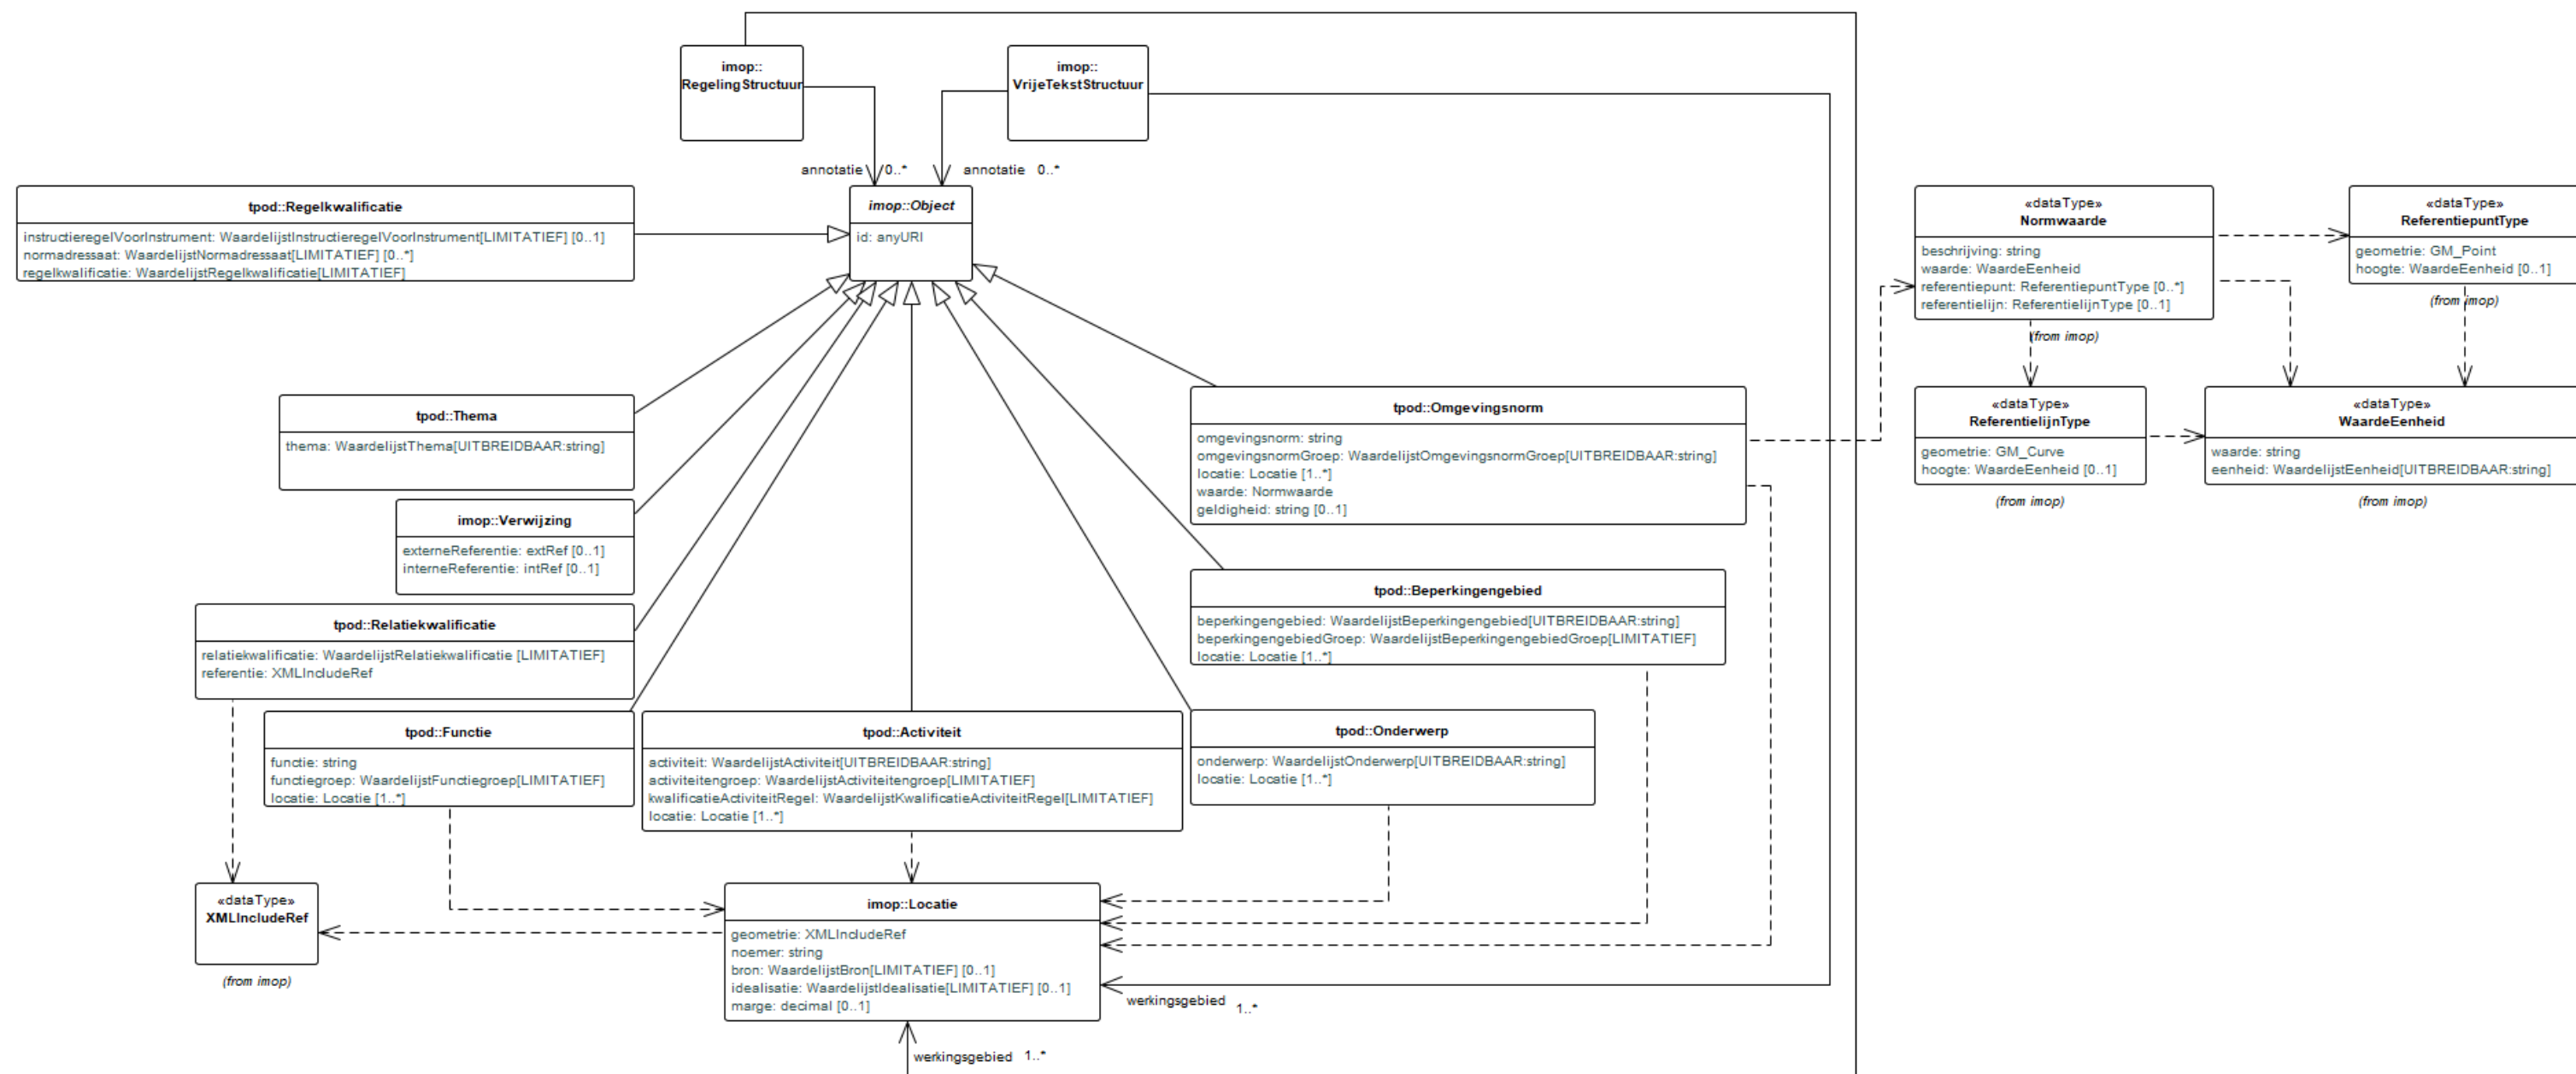 imop::
RegelingStructuur
imop::
VrijeTekstStructuur
annotatie 0..*
annotatie 0..*
tpod::Regelkwalificatie
instructieregelVoorInstrument: WaardelijstInstructieregelVoorInstrument[LIMITATIEF] [0..1]
normadressaat: WaardelijstNormadressaat[LIMITATIEF] [0..*]
regelkwalificatie: WaardelijstRegelkwalificatie[LIMITATIEF]
imop::Object
id: anyURI
«dataType»
Normwaarde
beschrijving: string
waarde: WaardeEenheid
referentiepunt: ReferentiepuntType [0..*]
referentielijn: ReferentielijnType [0..1]
(from imop)
«dataType»
ReferentiepuntType
geometrie: GM_Point
hoogte: WaardeEenheid [0..1]
(from imop)
tpod::Thema
thema: WaardelijstThema[UITBREIDBAAR:string]
tpod::Omgevingsnorm
omgevingsnorm: string
omgevingsnormGroep: WaardelijstOmgevingsnormGroep[UITBREIDBAAR:string]
locatie: Locatie [1..*]
waarde: Normwaarde
geldigheid: string [0..1]
«dataType»
ReferentielijnType
geometrie: GM_Curve
hoogte: WaardeEenheid [0..1]
(from imop)
«dataType»
WaardeEenheid
waarde: string
eenheid: WaardelijstEenheid[UITBREIDBAAR:string]
(from imop)
imop::Verwijzing
externeReferentie: extRef [0..1]
interneReferentie: intRef [0..1]
tpod::Beperkingengebied
beperkingengebied: WaardelijstBeperkingengebied[UITBREIDBAAR:string]
beperkingengebiedGroep: WaardelijstBeperkingengebiedGroep[LIMITATIEF]
locatie: Locatie [1..*]
tpod::Relatiekwalificatie
relatiekwalificatie: WaardelijstRelatiekwalificatie [LIMITATIEF]
referentie: XMLIncludeRef
tpod::Functie
functie: string
functiegroep: WaardelijstFunctiegroep[LIMITATIEF]
locatie: Locatie [1..*]
tpod::Activiteit
activiteit: WaardelijstActiviteit[UITBREIDBAAR:string]
activiteitengroep: WaardelijstActiviteitengroep[LIMITATIEF]
kwalificatieActiviteitRegel: WaardelijstKwalificatieActiviteitRegel[LIMITATIEF]
locatie: Locatie [1..*]
tpod::Onderwerp
onderwerp: WaardelijstOnderwerp[UITBREIDBAAR:string]
locatie: Locatie [1..*]
«dataType»
XMLIncludeRef
(from imop)
imop::Locatie
geometrie: XMLIncludeRef
noemer: string
bron: WaardelijstBron[LIMITATIEF] [0..1]
idealisatie: WaardelijstIdealisatie[LIMITATIEF] [0..1]
marge: decimal [0..1]
werkingsgebied 1..*
werkingsgebied 1..*